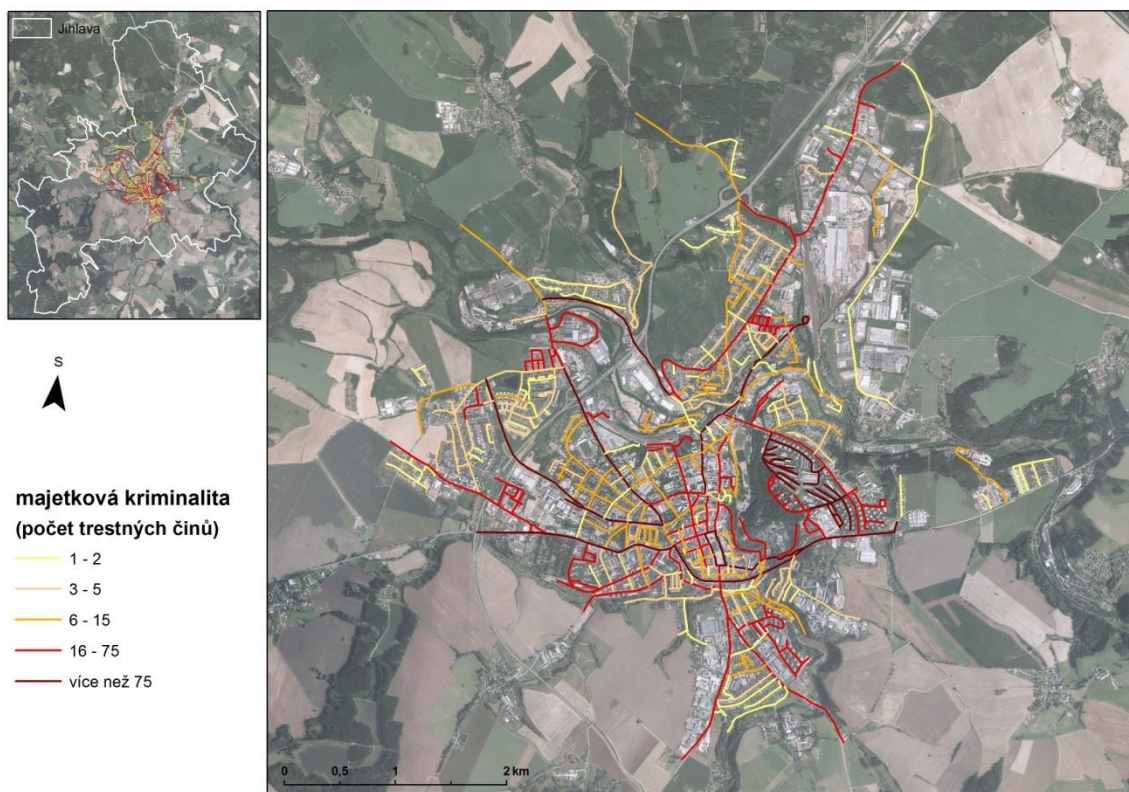 Jihlava
S
majetková kriminalita
(počet trestných činů)
1 - 2
3 - 5
6 - 15
16 - 75
více než 75
0 0,5 1 2 km